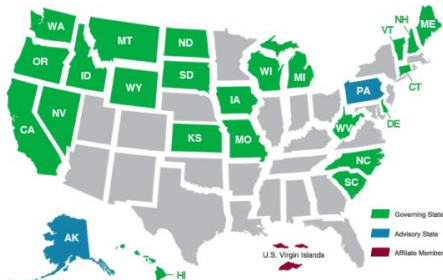 WA
MT
ND
OR
ID
SD
WY
WI
MI
VT
NH
ME
CT
NV
CA
IA
PA
DE
KS
MO
WV
NC
SC
AK
HI
U.S. Virgin Islands
Governing State
Advisory State
Affiliate Member